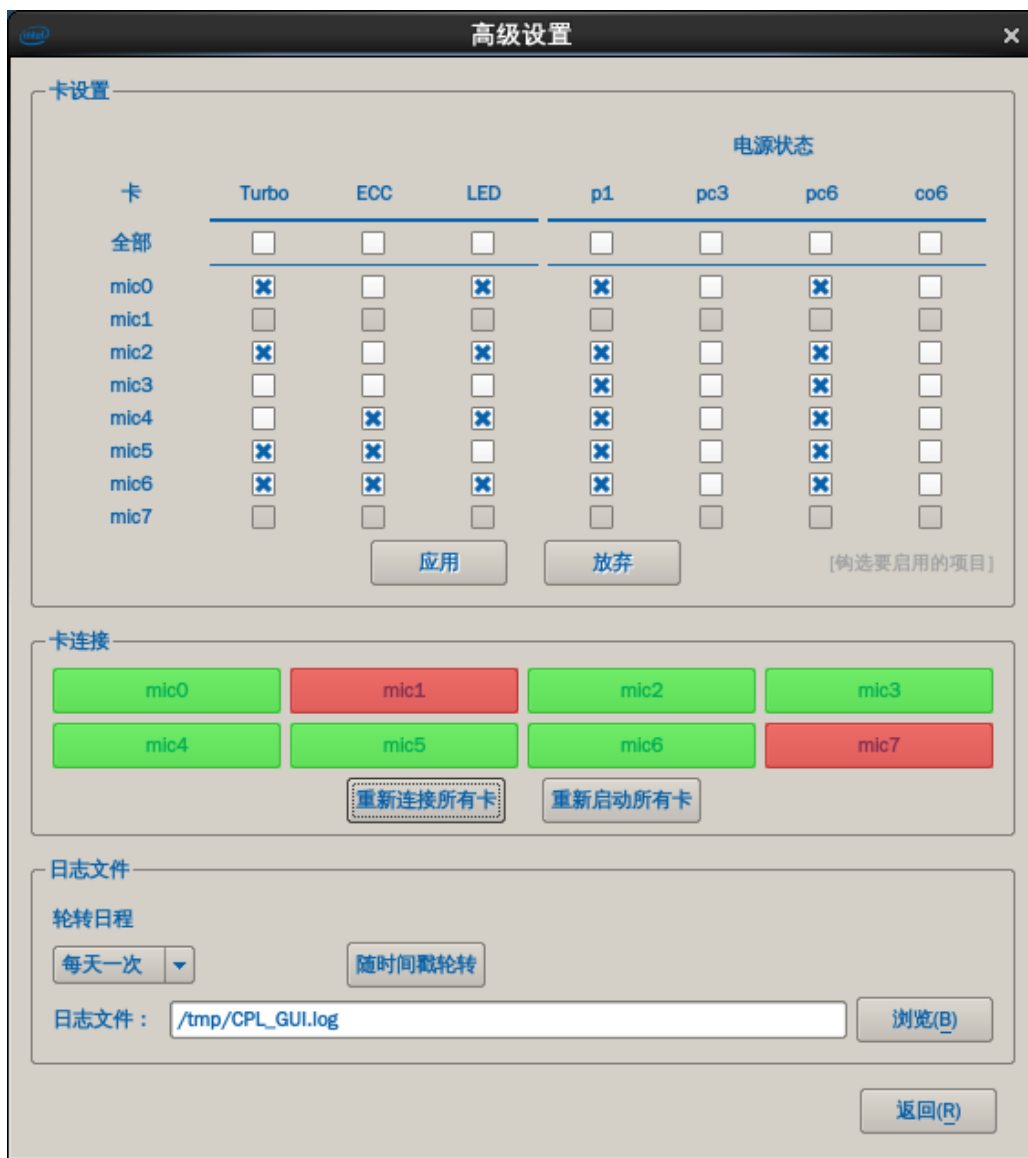 intel 高级设置
卡设置
电源状态
卡 Turbo ECC LED p1 pc3 pc6 co6
全部
mic0
mic1
mic2
mic3
mic4
mic5
mic6
mic7
应用 放弃 [钩选要启用的项目]
卡连接
mic0 mic1 mic2 mic3
mic4 mic5 mic6 mic7
重新连接所有卡 重新启动所有卡
日志文件
轮转日程
每天一次 随时间戳轮转
日志文件： /tmp/CPL_GUI.log 浏览(B)
返回(R)